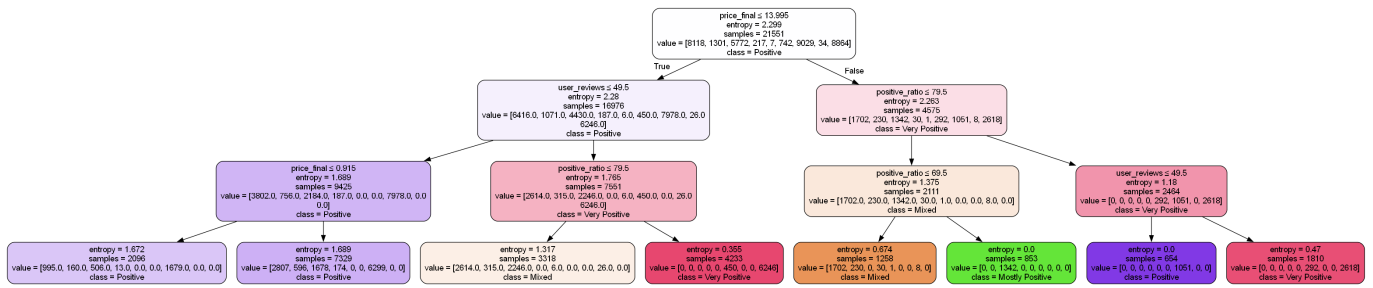 price_final ≤ 13.995
entropy = 2.299
samples = 21551
value = [8118, 1301, 5772, 217, 7, 742, 9029, 34, 8864]
class = Positive
True
False
user_reviews ≤ 49.5
entropy = 2.28
samples = 16976
value = [6416.0, 1071.0, 4430.0, 187.0, 6.0, 450.0, 7978.0, 26.0
6246.0]
class = Positive
positive_ratio ≤ 79.5
entropy = 2.263
samples = 4575
value = [1702, 230, 1342, 30, 1, 292, 1051, 8, 2618]
class = Very Positive
price_final ≤ 0.915
entropy = 1.689
samples = 9425
value = [3802.0, 756.0, 2184.0, 187.0, 0.0, 0.0, 7978.0, 0.0
0.0]
class = Positive
positive_ratio ≤ 79.5
entropy = 1.765
samples = 7551
value = [2614.0, 315.0, 2246.0, 0.0, 6.0, 450.0, 0.0, 26.0
6246.0]
class = Very Positive
positive_ratio ≤ 69.5
entropy = 1.375
samples = 2111
value = [1702.0, 230.0, 1342.0, 30.0, 1.0, 0.0, 0.0, 8.0, 0.0]
class = Mixed
user_reviews ≤ 49.5
entropy = 1.18
samples = 2464
value = [0, 0, 0, 0, 0, 292, 1051, 0, 2618]
class = Very Positive
entropy = 1.672
samples = 2096
value = [995.0, 160.0, 506.0, 13.0, 0.0, 0.0, 1679.0, 0.0, 0.0]
class = Positive
entropy = 1.689
samples = 7329
value = [2807, 596, 1678, 174, 0, 0, 6299, 0, 0]
class = Positive
entropy = 1.317
samples = 3318
value = [2614.0, 315.0, 2246.0, 0.0, 6.0, 0.0, 0.0, 26.0, 0.0]
class = Mixed
entropy = 0.355
samples = 4233
value = [0, 0, 0, 0, 0, 450, 0, 0, 6246]
class = Very Positive
entropy = 0.674
samples = 1258
value = [1702, 230, 0, 30, 1, 0, 0, 8, 0]
class = Mixed
entropy = 0.0
samples = 853
value = [0, 0, 1342, 0, 0, 0, 0, 0, 0]
class = Mostly Positive
entropy = 0.0
samples = 654
value = [0, 0, 0, 0, 0, 0, 1051, 0, 0]
class = Positive
entropy = 0.47
samples = 1810
value = [0, 0, 0, 0, 0, 292, 0, 0, 2618]
class = Very Positive